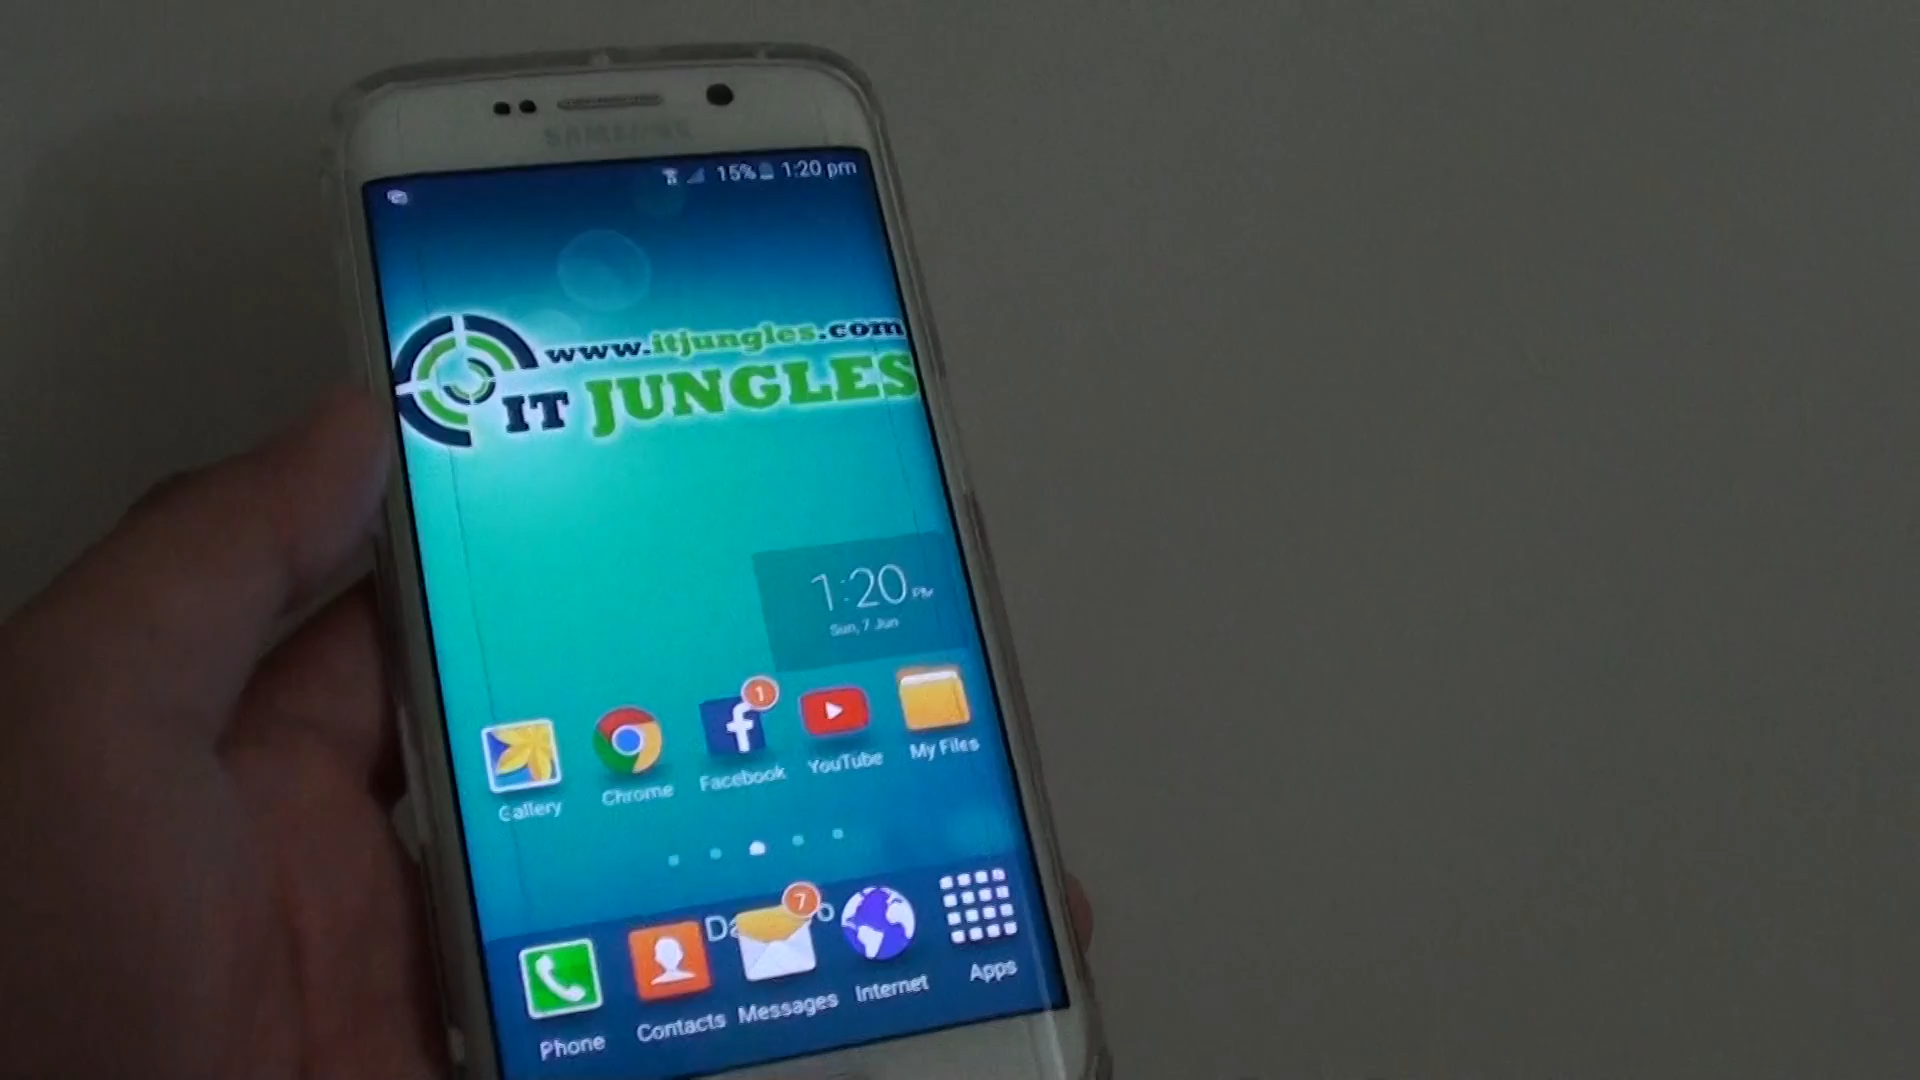 SAMSUNG
15% 1:20 pm
www.itjungles.com
IT JUNGLES
1:20 PM
Sun, 7 Jun
1
Gallery
Chrome
Facebook
YouTube
My Files
7
Phone
Contacts
Messages
Internet
Apps